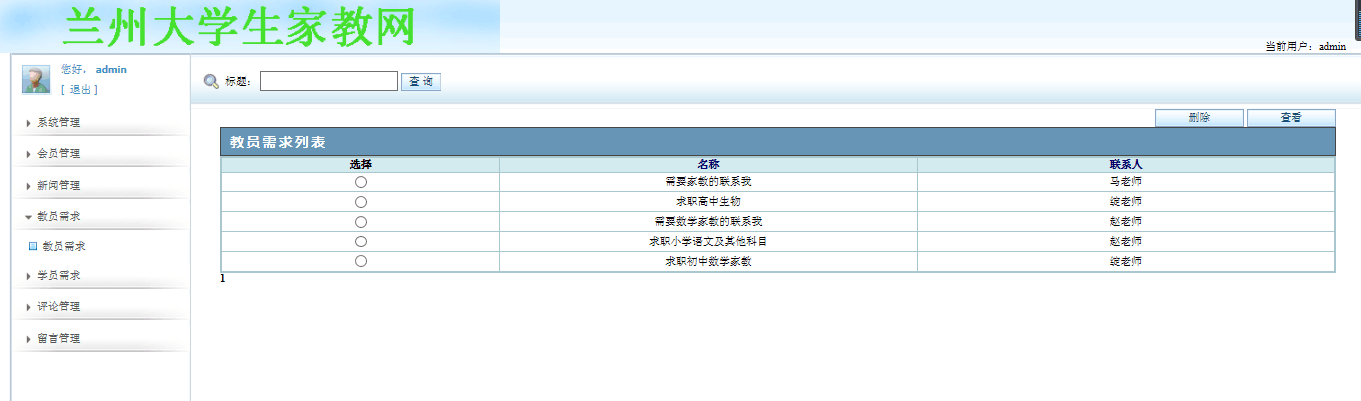 兰州大学生家教网
当前用户：admin
您好， admin
[ 退出 ]
系统管理
会员管理
新闻管理
教员需求
教员需求
学员需求
评论管理
留言管理
标题： 查 询
删除 查看
教员需求列表
选择 名称 联系人
需要家教的联系我 马老师
求职高中生物 绽老师
需要数学家教的联系我 赵老师
求职小学语文及其他科目 赵老师
求职初中数学家教 绽老师
1